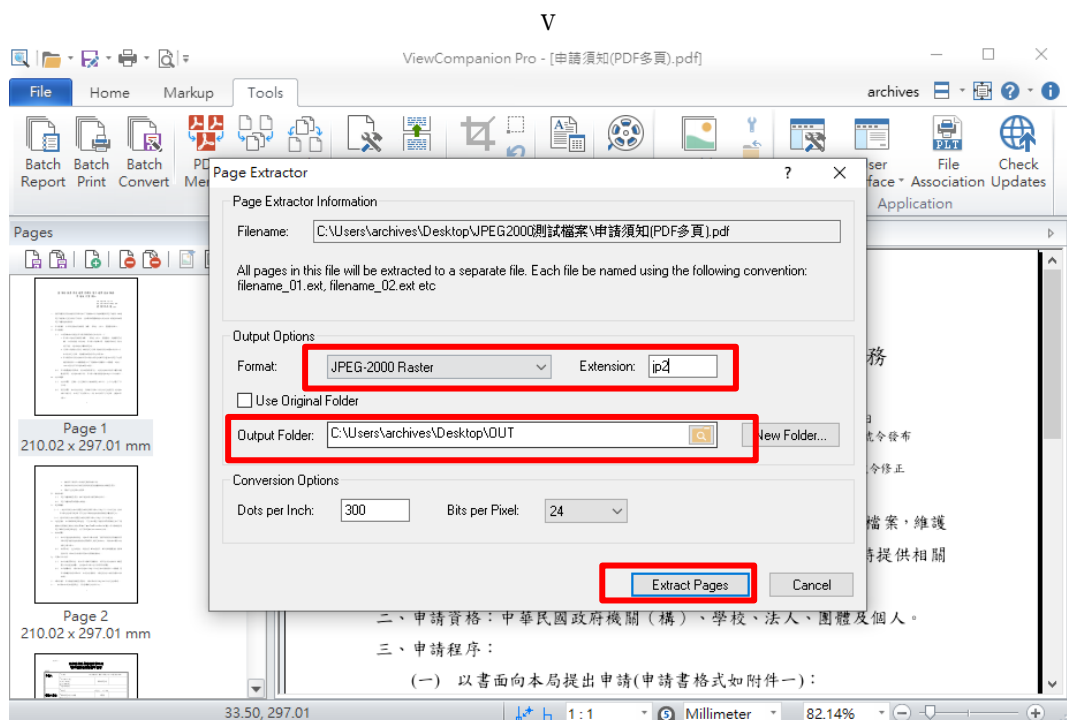 V
ViewCompanion Pro - [申請須知(PDF多頁).pdf]
File Home Markup Tools archives
Batch Report
Batch Print
Batch Convert
File Association
Check Updates
PLT
Application
Pages
Page 1
210.02 x 297.01 mm
Page 2
210.02 x 297.01 mm
Page Extractor ?
Page Extractor Information
Filename: C:\Users\archives\Desktop\JPEG2000測試檔案\申請須知(PDF多頁).pdf
All pages in this file will be extracted to a separate file. Each file be named using the following convention:
filename_01.ext, filename_02.ext etc
Output Options
Format: JPEG-2000 Raster Extension: jp2
Use Original Folder
Output Folder: C:\Users\archives\Desktop\OUT New Folder...
Conversion Options
Dots per Inch: 300 Bits per Pixel: 24
Extract Pages Cancel
務
令發布
令修正
檔案，維護
提供相關
二、申請資格：中華民國政府機關（構）、學校、法人、團體及個人。
三、申請程序：
(一) 以書面向本局提出申請(申請書格式如附件一)：
33.50, 297.01 1:1 Millimeter 82.14%